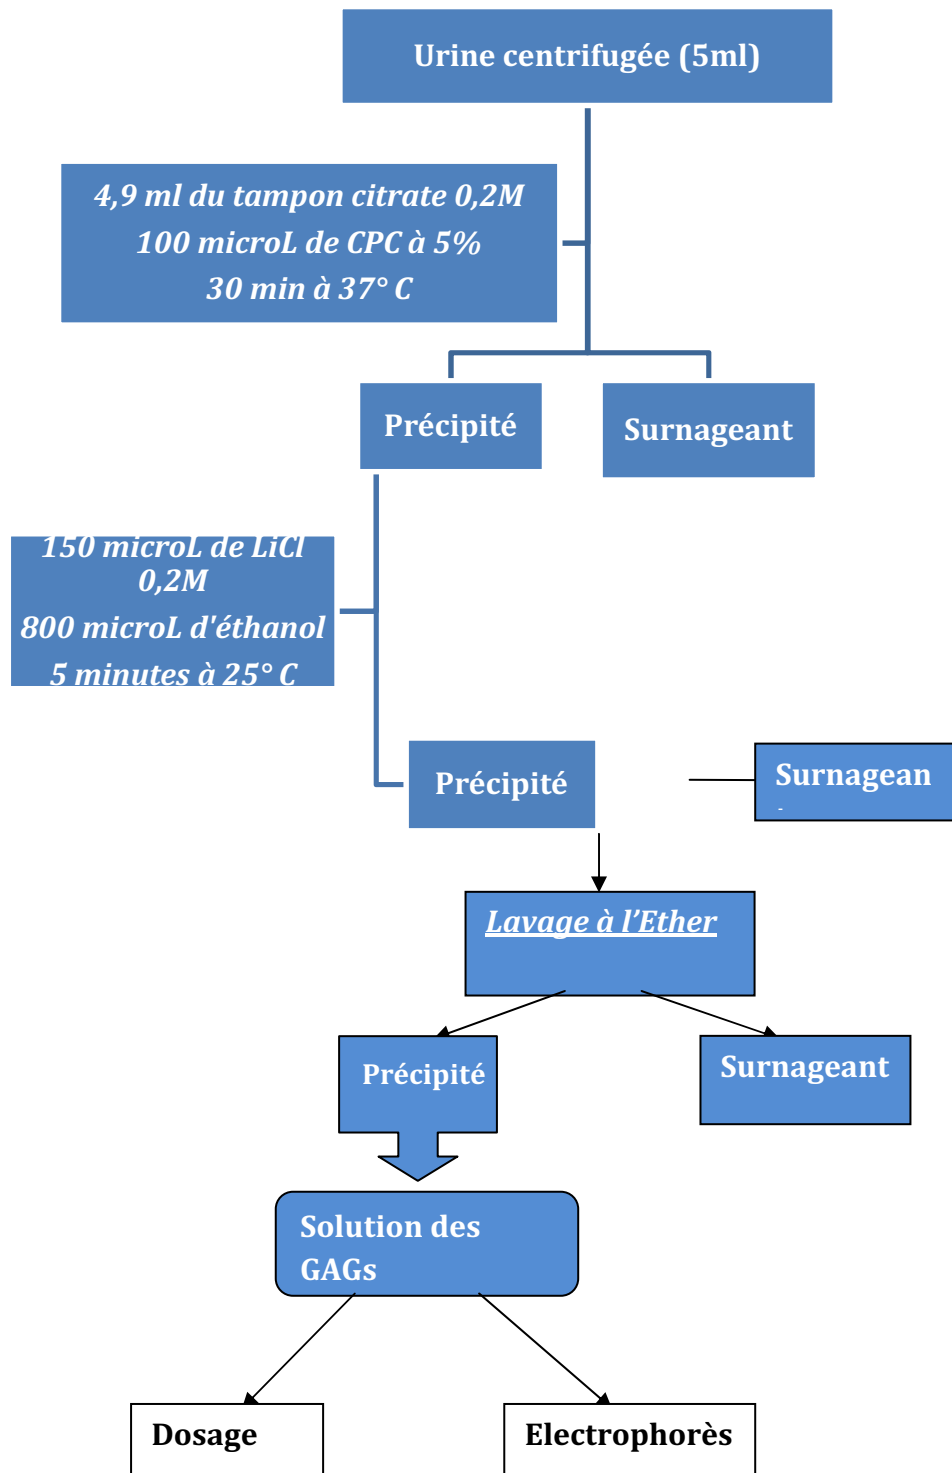 Urine centrifugée (5ml)
4,9 ml du tampon citrate 0,2M
100 microL de CPC à 5%
30 min à 37° C
Précipité
Surnageant
150 microL de LiCl
0,2M
800 microL d'éthanol
5 minutes à 25° C
Précipité
Surnagean
Lavage à l'Ether
Précipité
Surnageant
Solution des
GAGs
Dosage
Electrophorès